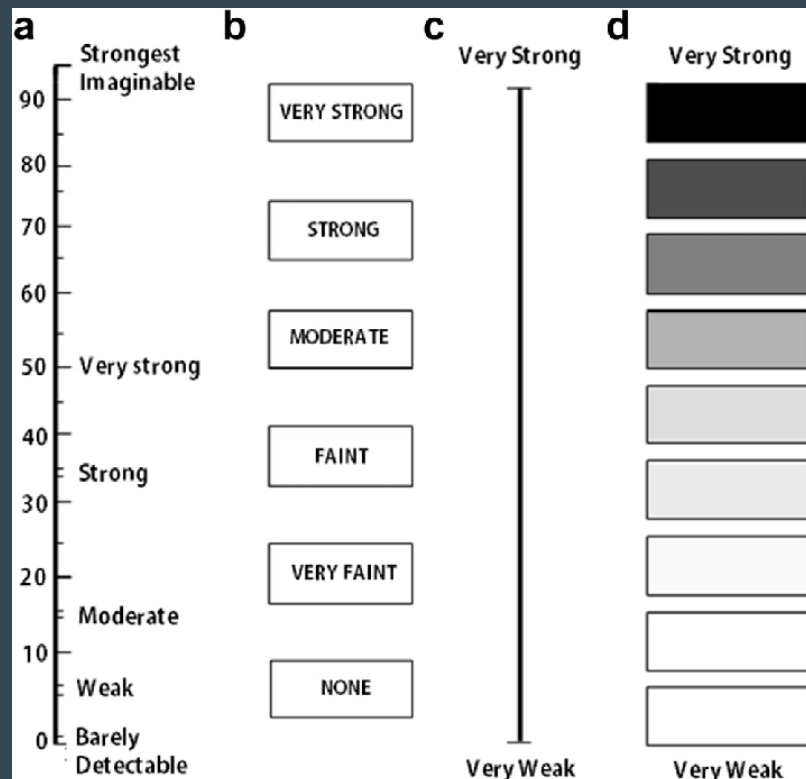 a
Strongest
Imaginable
90
80
70
60
50
Very strong
40
Strong
30
20
Moderate
10
Weak
0
Barely
Detectable
b
VERY STRONG
STRONG
MODERATE
FAINT
VERY FAINT
NONE
c
Very Strong
Very Weak
d
Very Strong
Very Weak